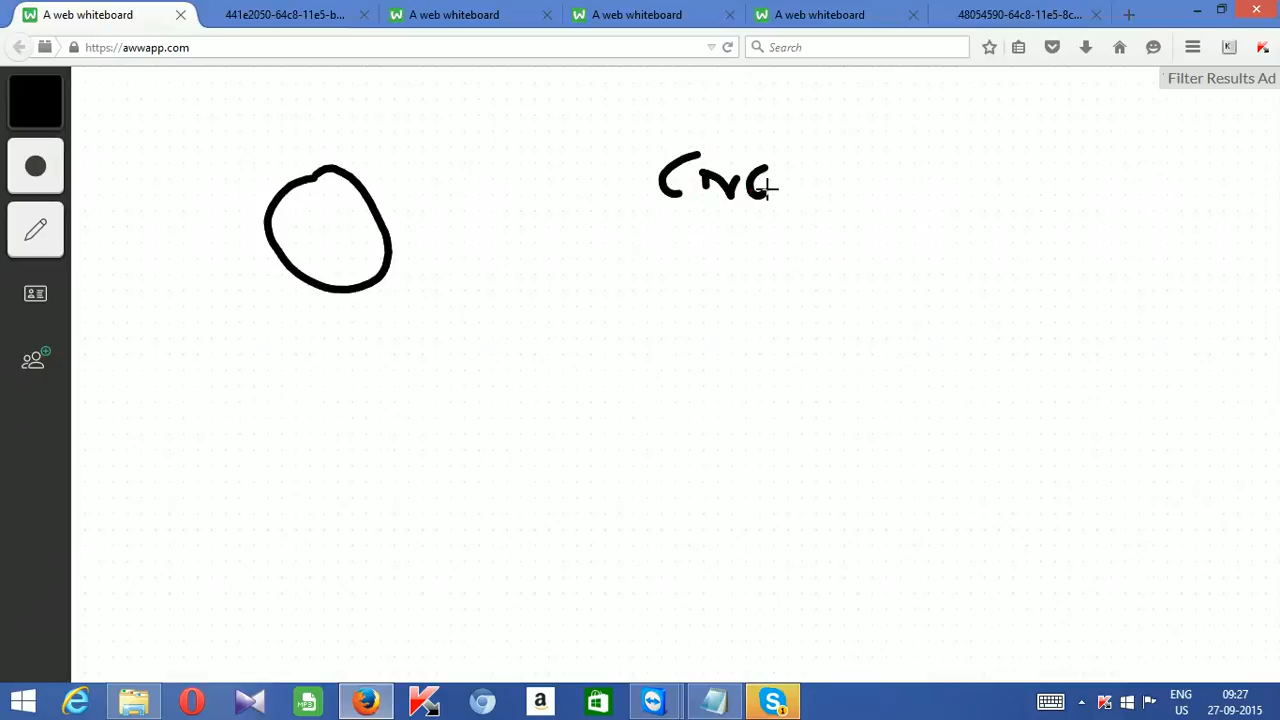 A web whiteboard
441e2050-64c8-11e5-b...
A web whiteboard
A web whiteboard
A web whiteboard
48054590-64c8-11e5-8c...
https://awwapp.com
Search
Filter Results Ad
CNG
ENG
US
09:27
27-09-2015